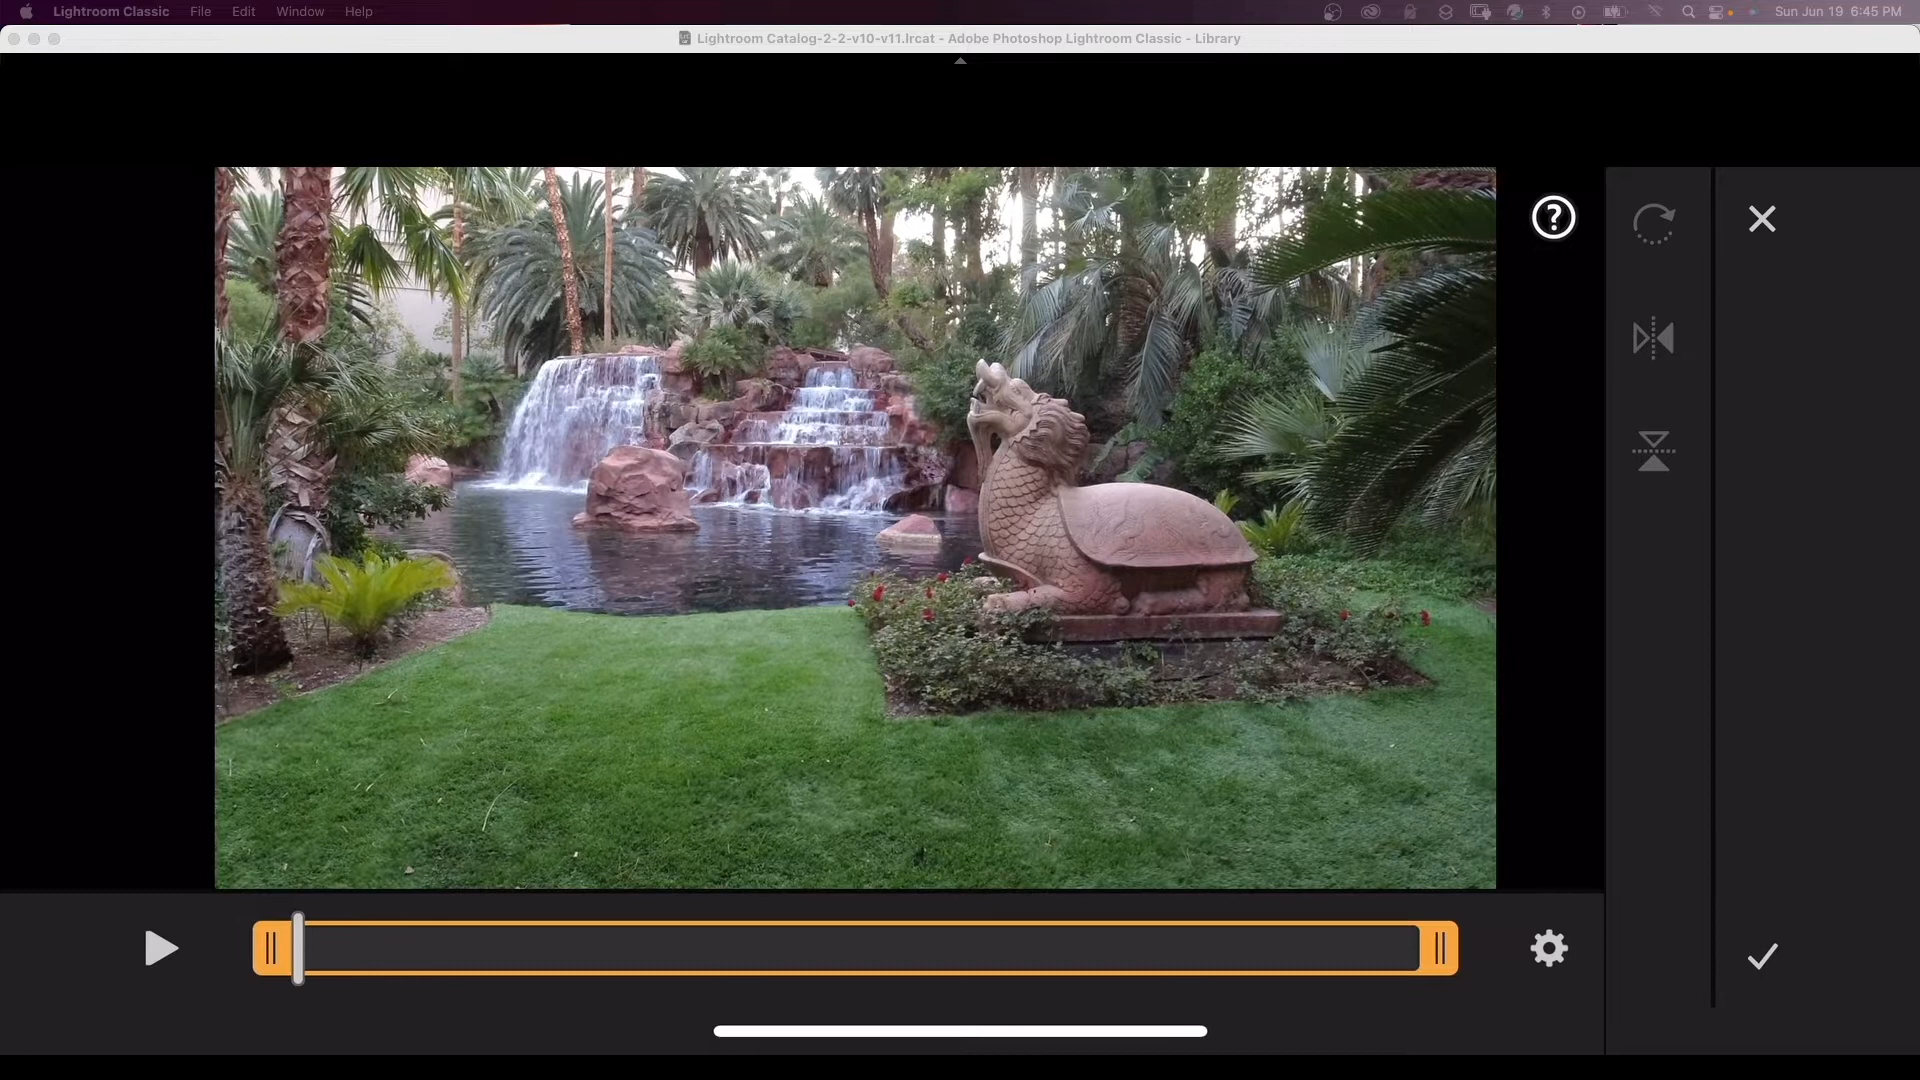 Lightroom Classic File Edit Window Help Sun Jun 19 6:45 PM
Lightroom Catalog-2-2-v10-v11.lrcat - Adobe Photoshop Lightroom Classic - Library
?